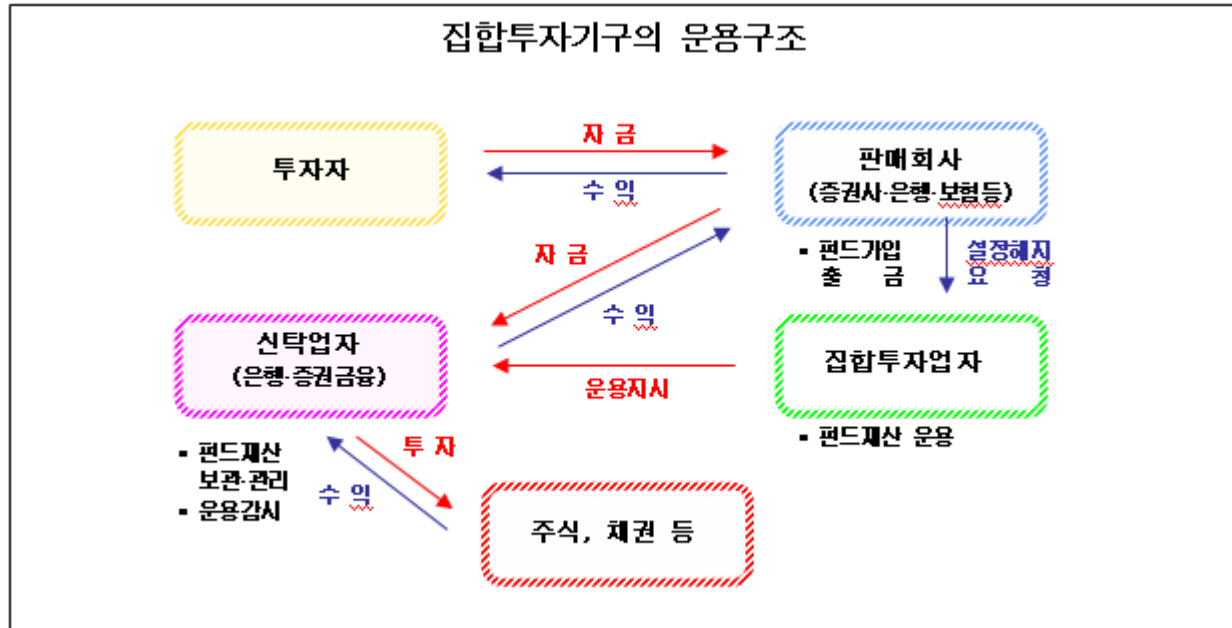 집합투자기구의 운용구조
투자자
자 금
수 익
판매회사
(증권사·은행·보험등)
자 금
수 익
▪ 펀드가입
출 금
설정해지
요 청
신탁업자
(은행·증권금융)
운용지시
집합투자업자
▪ 펀드재산
보관·관리
▪ 운용감시
투 자
수 익
▪ 펀드재산 운용
주식, 채권 등